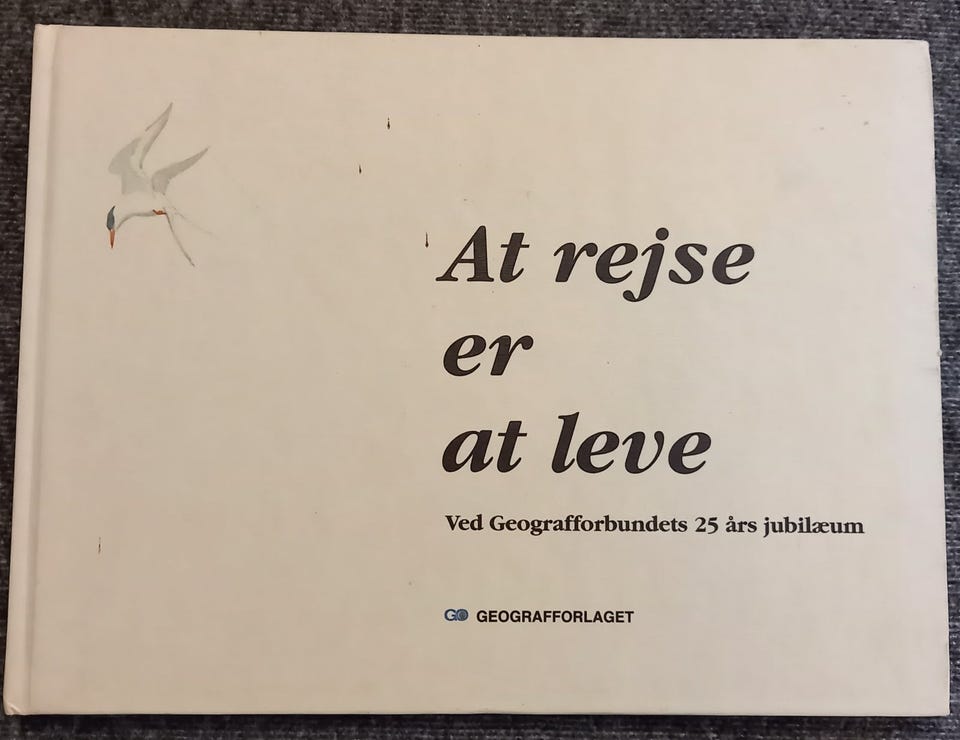 At rejse
er
at leve
Ved Geografforbundets 25 års jubilæum
GO GEOGRAFFORLAGET